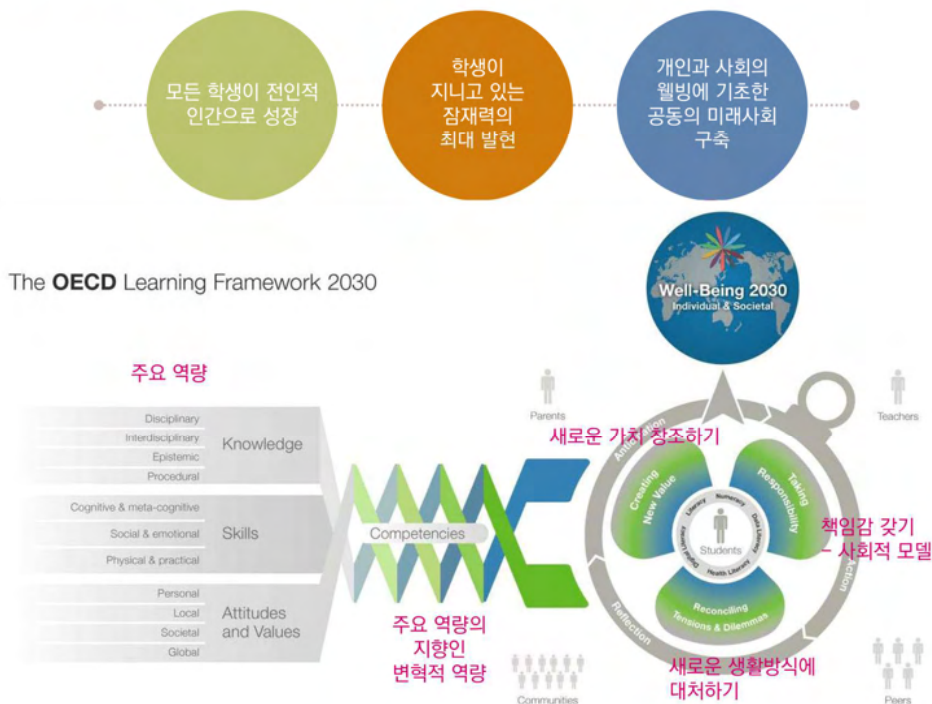 모든 학생이 전인적
인간으로 성장
학생이
지니고 있는
잠재력의
최대 발현
개인과 사회의
웰빙에 기초한
공동의 미래사회
구축
The OECD Learning Framework 2030
Well-Being 2030
Individual & Societal
주요 역량
Disciplinary
Interdisciplinary
Epistemic
Procedural
Knowledge
Cognitive & meta-cognitive
Social & emotional
Physical & practical
Skills
Personal
Local
Societal
Global
Attitudes
and Values
Competencies
주요 역량의
지향인
변혁적 역량
Parents
Teachers
새로운 가치 창조하기
Anticipation
Creating
New Value
Taking
Responsibility
Literacy
Numeracy
Data Literacy
Health Literacy
Digital Literacy
Students
책임감 갖기
– 사회적 모델
Action
Reflection
Reconciling
Tensions & Dilemmas
새로운 생활방식에
대처하기
Communities
Peers